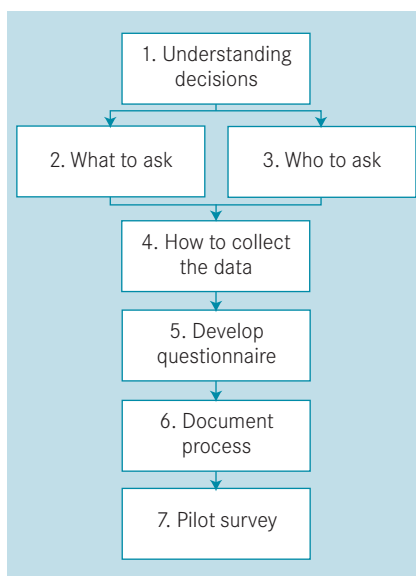 1. Understanding
decisions
2. What to ask
3. Who to ask
4. How to collect
the data
5. Develop
questionnaire
6. Document
process
7. Pilot survey